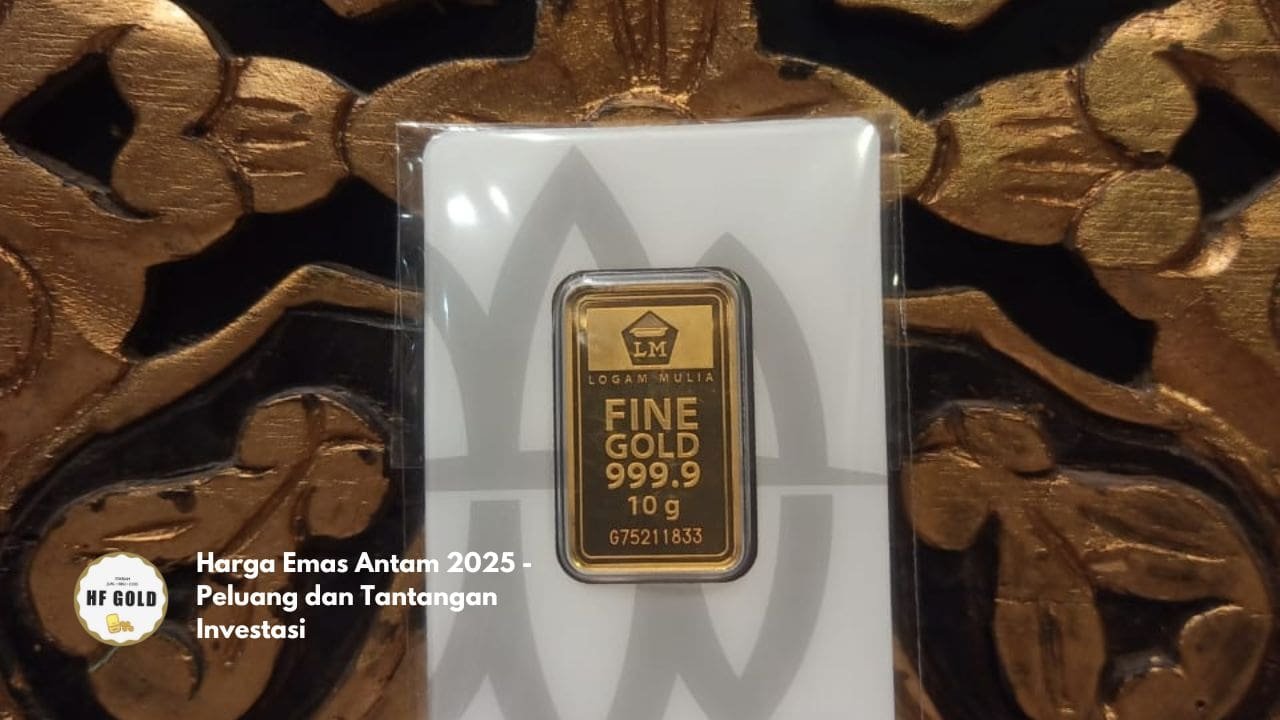 LM
LOGAM MULIA
FINE
GOLD
999.9
10 g
G75211833
HF GOLD
Harga Emas Antam 2025 -
Peluang dan Tantangan
Investasi